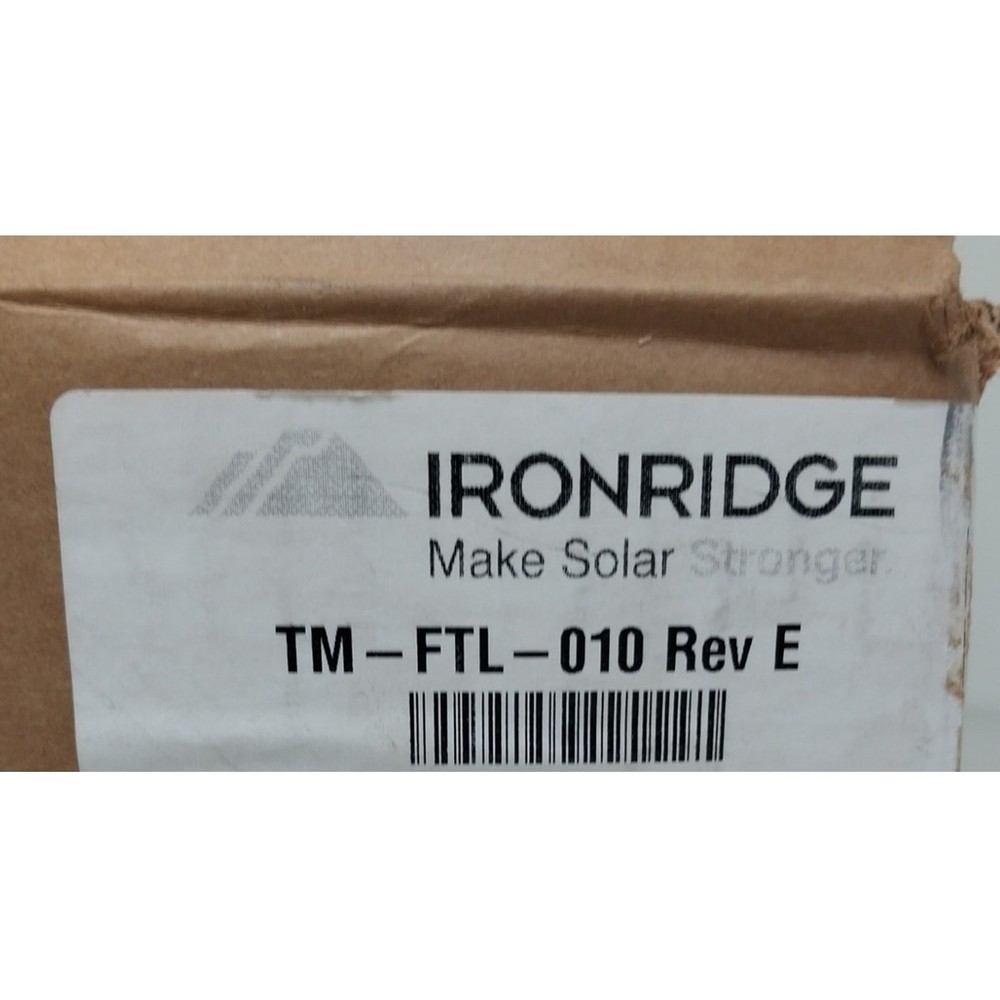 IRONRIDGE
Make Solar Stronger.
TM-FTL-010 Rev E